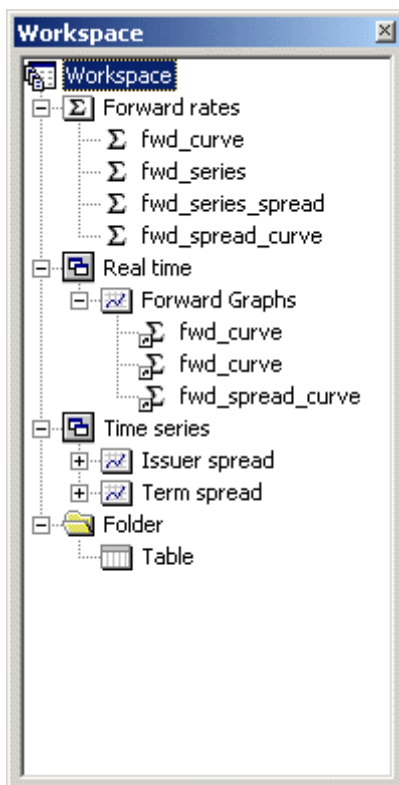 Workspace
Workspace
Forward rates
Σ fwd_curve
Σ fwd_series
Σ fwd_series_spread
Σ fwd_spread_curve
Real time
Forward Graphs
Σ fwd_curve
Σ fwd_curve
Σ fwd_spread_curve
Time series
Issuer spread
Term spread
Folder
Table